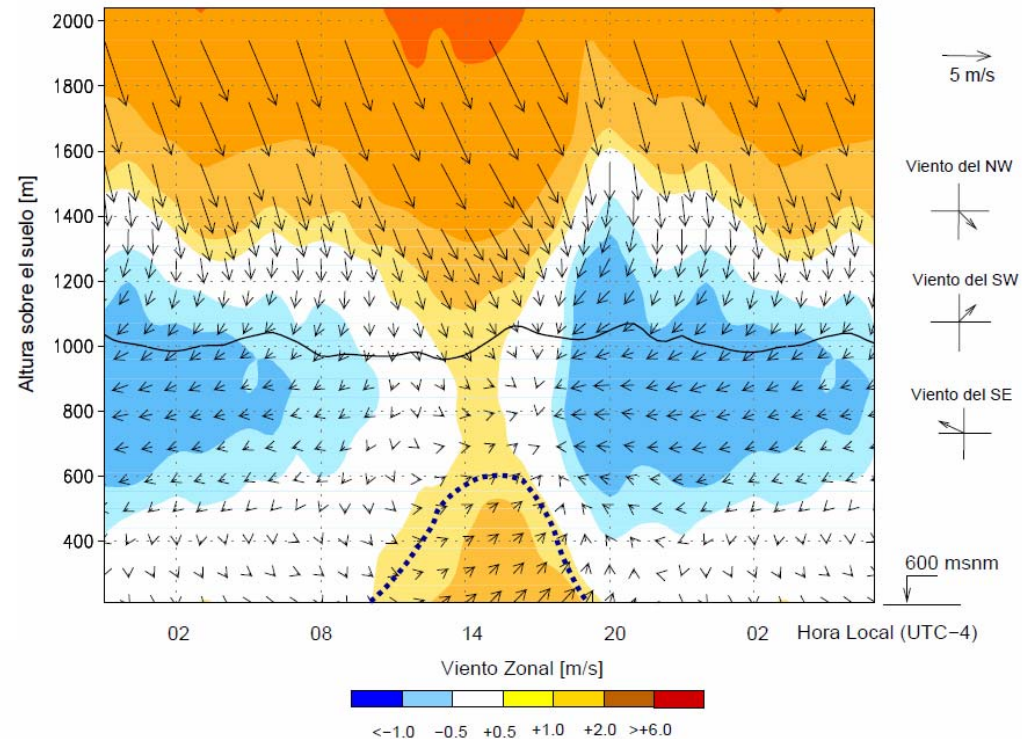 2000
1800
1600
1400
1200
1000
800
600
400
Altura sobre el suelo [m]
5 m/s
Viento del NW
Viento del SW
Viento del SE
600 msnm
02 08 14 20 02 Hora Local (UTC−4)
Viento Zonal [m/s]
<−1.0 −0.5 +0.5 +1.0 +2.0 >+6.0